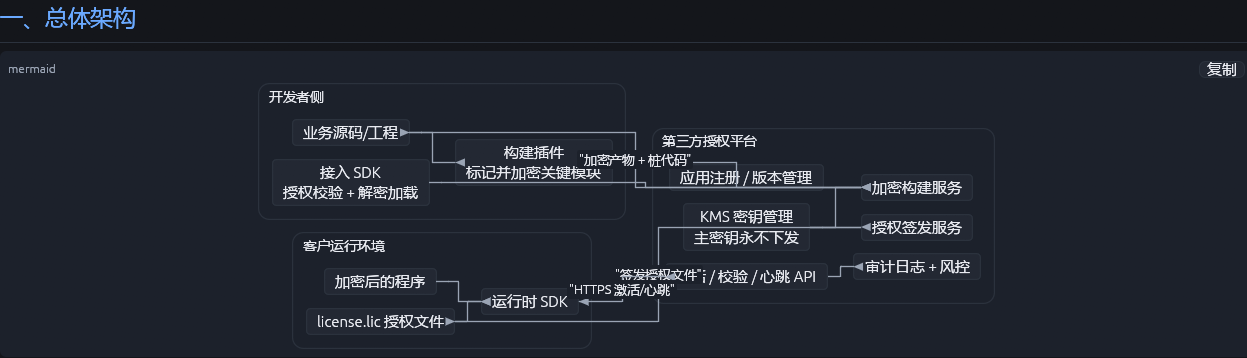 一、总体架构
mermaid
复制
开发者侧
业务源码/工程
构建插件
标记并加密关键模块
接入 SDK
授权校验 + 解密加载
"加密产物 + 桩代码"
第三方授权平台
应用注册 / 版本管理
加密构建服务
KMS 密钥管理
主密钥永不下发
授权签发服务
"签发授权文件"
/ 校验 / 心跳 API
审计日志 + 风控
"HTTPS 激活/心跳"
客户运行环境
加密后的程序
运行时 SDK
license.lic 授权文件